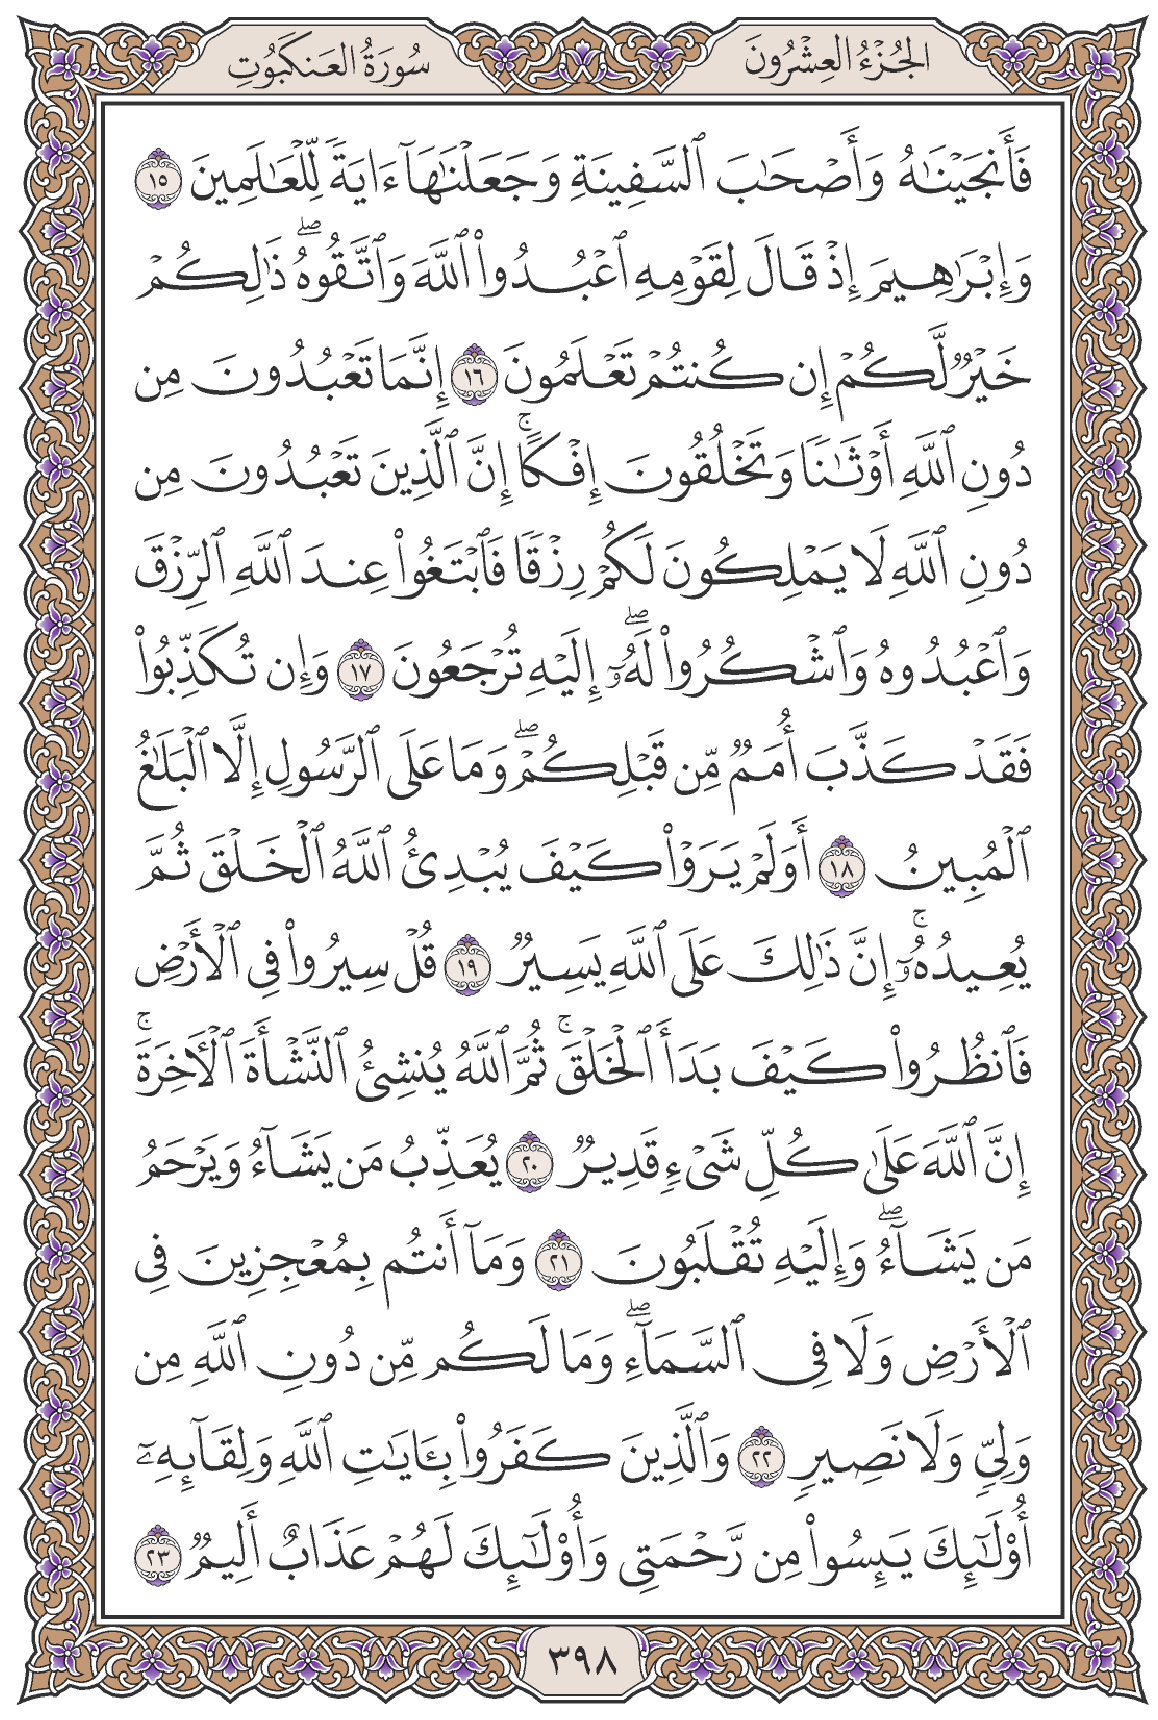 الجُزْءُ العِشْرُونَ
سُورَةُ العَنكَبُوتِ
فَأَنجَيْنَٰهُ وَأَصْحَٰبَ ٱلسَّفِينَةِ وَجَعَلْنَٰهَآ ءَايَةً لِّلْعَٰلَمِينَ ١٥
وَإِبْرَٰهِيمَ إِذْ قَالَ لِقَوْمِهِ ٱعْبُدُوا۟ ٱللَّهَ وَٱتَّقُوهُ ۖ ذَٰلِكُمْ
خَيْرٌ لَّكُمْ إِن كُنتُمْ تَعْلَمُونَ ١٦ إِنَّمَا تَعْبُدُونَ مِن
دُونِ ٱللَّهِ أَوْثَٰنًا وَتَخْلُقُونَ إِفْكًا ۚ إِنَّ ٱلَّذِينَ تَعْبُدُونَ مِن
دُونِ ٱللَّهِ لَا يَمْلِكُونَ لَكُمْ رِزْقًا فَٱبْتَغُوا۟ عِندَ ٱللَّهِ ٱلرِّزْقَ
وَٱعْبُدُوهُ وَٱشْكُرُوا۟ لَهُۥٓ ۖ إِلَيْهِ تُرْجَعُونَ ١٧ وَإِن تُكَذِّبُوا۟
فَقَدْ كَذَّبَ أُمَمٌ مِّن قَبْلِكُمْ ۖ وَمَا عَلَى ٱلرَّسُولِ إِلَّا ٱلْبَلَٰغُ
ٱلْمُبِينُ ١٨ أَوَلَمْ يَرَوْا۟ كَيْفَ يُبْدِئُ ٱللَّهُ ٱلْخَلْقَ ثُمَّ
يُعِيدُهُۥٓ ۚ إِنَّ ذَٰلِكَ عَلَى ٱللَّهِ يَسِيرٌ ١٩ قُلْ سِيرُوا۟ فِى ٱلْأَرْضِ
فَٱنظُرُوا۟ كَيْفَ بَدَأَ ٱلْخَلْقَ ۚ ثُمَّ ٱللَّهُ يُنشِئُ ٱلنَّشْأَةَ ٱلْءَاخِرَةَ ۚ
إِنَّ ٱللَّهَ عَلَىٰ كُلِّ شَىْءٍ قَدِيرٌ ٢٠ يُعَذِّبُ مَن يَشَآءُ وَيَرْحَمُ
مَن يَشَآءُ ۖ وَإِلَيْهِ تُقْلَبُونَ ٢١ وَمَآ أَنتُم بِمُعْجِزِينَ فِى
ٱلْأَرْضِ وَلَا فِى ٱلسَّمَآءِ ۖ وَمَا لَكُم مِّن دُونِ ٱللَّهِ مِن
وَلِىٍّ وَلَا نَصِيرٍ ٢٢ وَٱلَّذِينَ كَفَرُوا۟ بِـَٔايَٰتِ ٱللَّهِ وَلِقَآئِهِۦٓ
أُو۟لَٰٓئِكَ يَئِسُوا۟ مِن رَّحْمَتِى وَأُو۟لَٰٓئِكَ لَهُمْ عَذَابٌ أَلِيمٌ ٢٣
٣٩٨